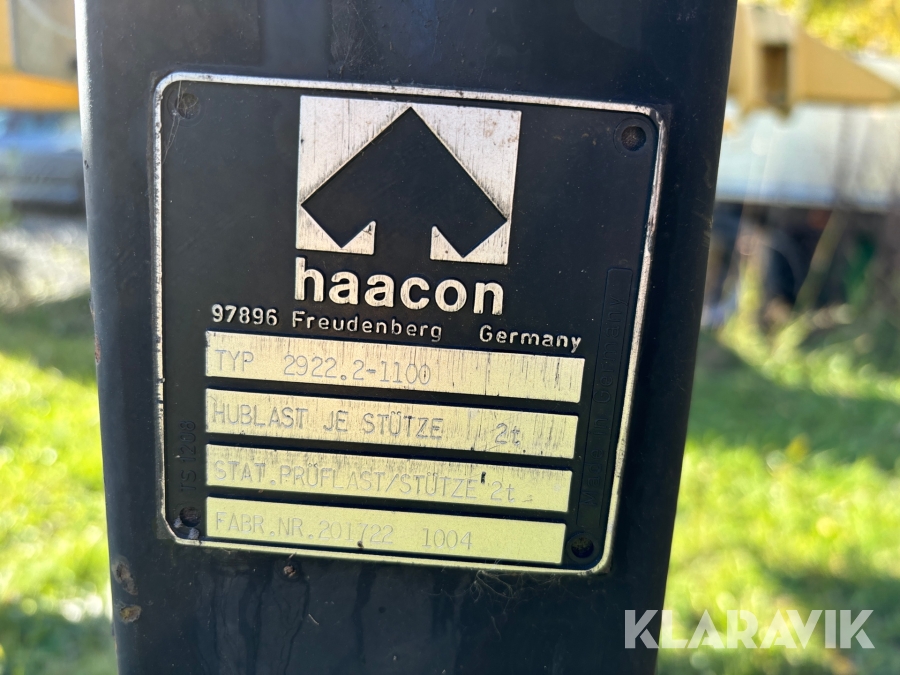 haacon
97896 Freudenberg Germany
TYP 2922.2-1100
HUBLAST JE STÜTZE 2t
STAT.PRÜFLAST/STÜTZE 2t
FABR.NR.201722 1004
KLARAVIK